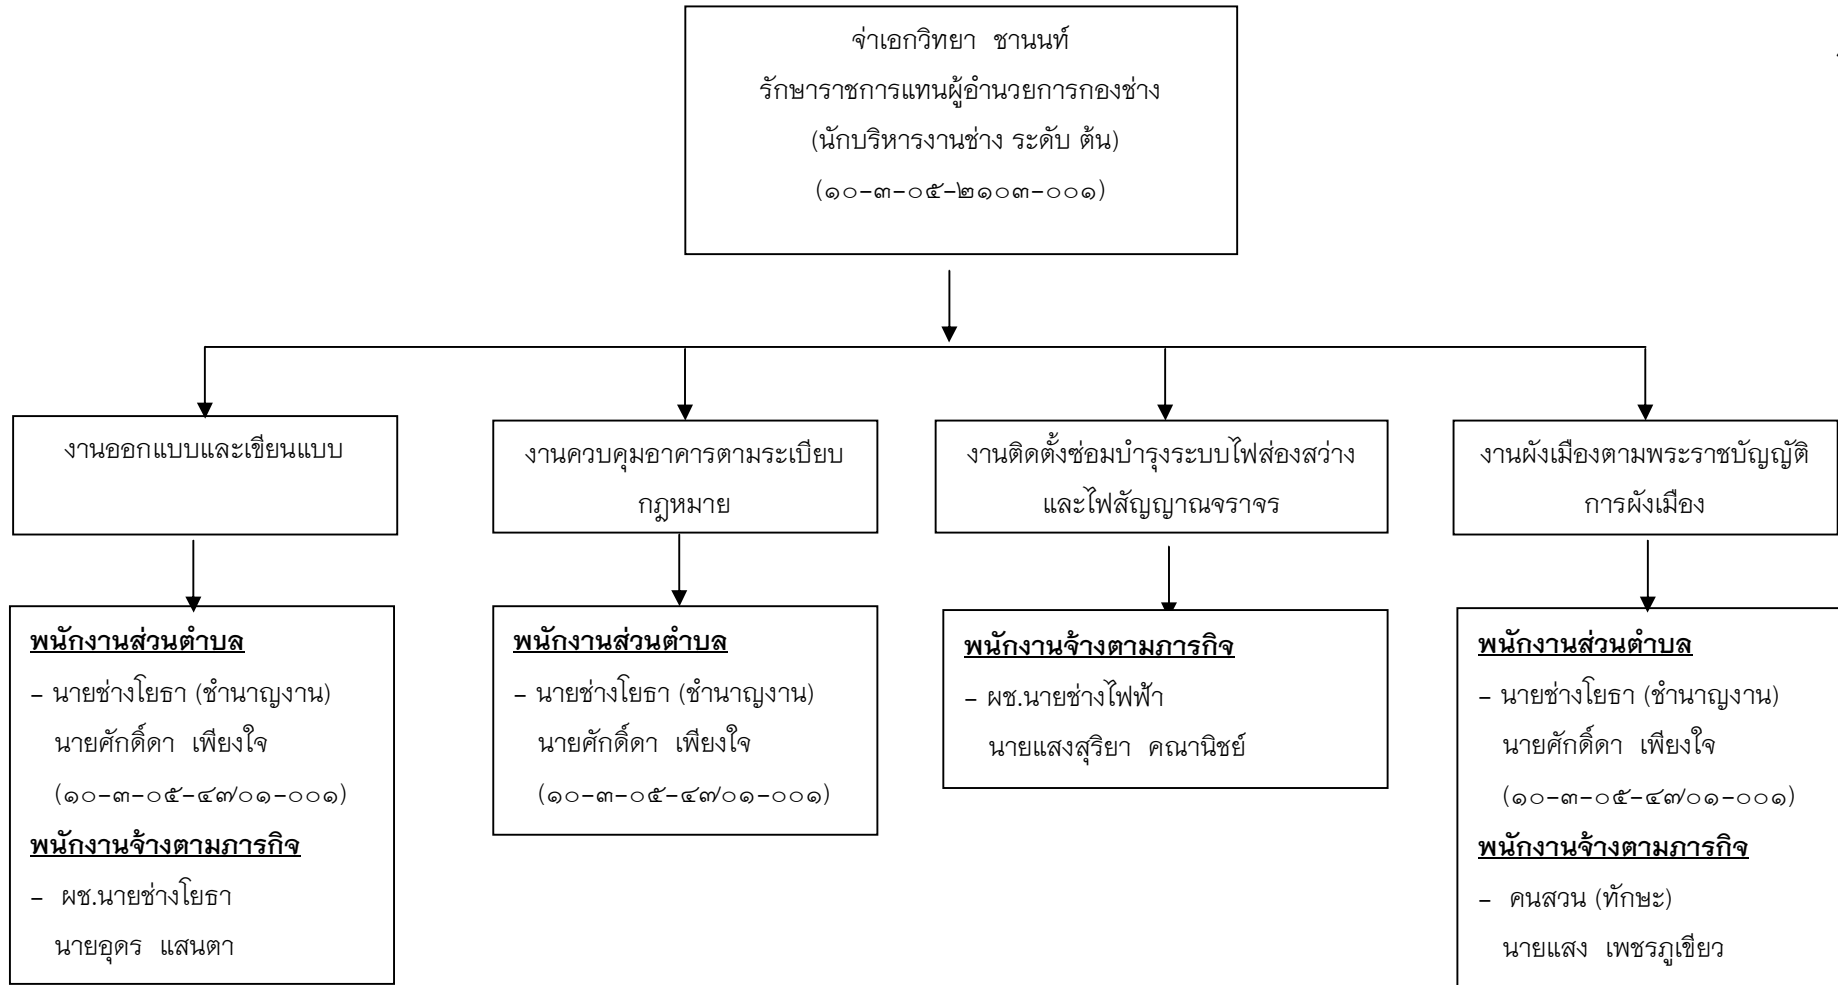 จ่าเอกวิทยา ชานนท์
รักษาราชการแทนผู้อำนวยการกองช่าง
(นักบริหารงานช่าง ระดับ ต้น)
(๑๐-๓-๐๕-๒๑๐๓-๐๐๑)
งานออกแบบและเขียนแบบ
งานควบคุมอาคารตามระเบียบ
กฎหมาย
งานติดตั้งซ่อมบำรุงระบบไฟส่องสว่าง
และไฟสัญญาณจราจร
งานผังเมืองตามพระราชบัญญัติ
การผังเมือง
พนักงานส่วนตำบล
- นายช่างโยธา (ชำนาญงาน)
นายศักดิ์ดา เพียงใจ
(๑๐-๓-๐๕-๔๗๐๑-๐๐๑)
พนักงานจ้างตามภารกิจ
- ผช.นายช่างโยธา
นายอุดร แสนตา
พนักงานส่วนตำบล
- นายช่างโยธา (ชำนาญงาน)
นายศักดิ์ดา เพียงใจ
(๑๐-๓-๐๕-๔๗๐๑-๐๐๑)
พนักงานจ้างตามภารกิจ
- ผช.นายช่างไฟฟ้า
นายแสงสุริยา คณานิชย์
พนักงานส่วนตำบล
- นายช่างโยธา (ชำนาญงาน)
นายศักดิ์ดา เพียงใจ
(๑๐-๓-๐๕-๔๗๐๑-๐๐๑)
พนักงานจ้างตามภารกิจ
- คนสวน (ทักษะ)
นายแสง เพชรภูเขียว